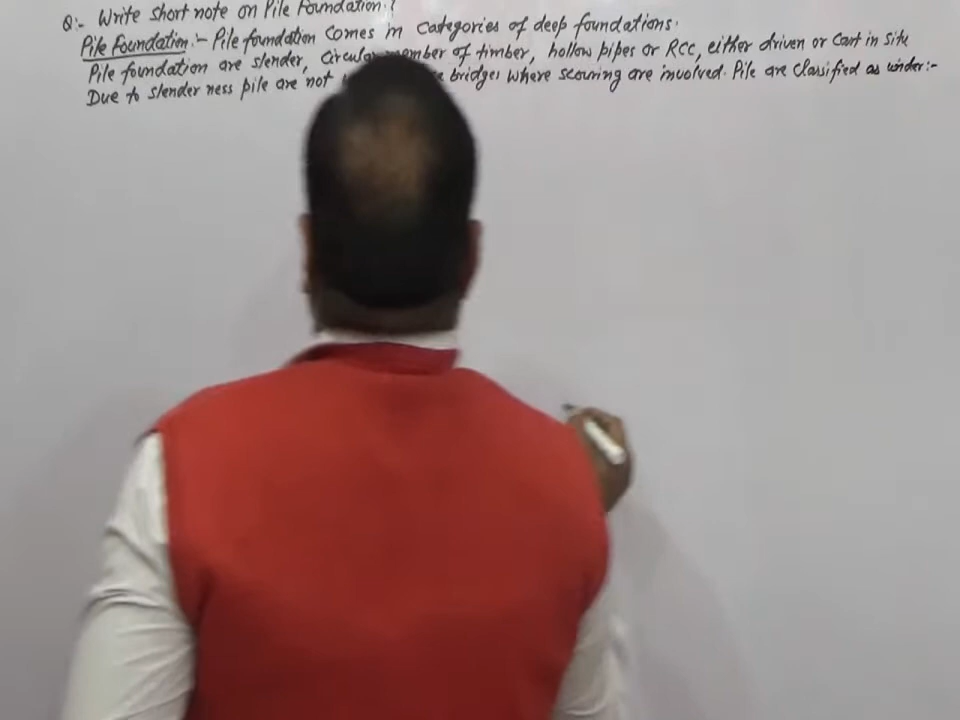 Q:- Write short note on Pile Foundation?
Pile Foundation:- Pile foundation comes in categories of deep foundations.
Pile foundation are slender, Circular member of timber, hollow pipes or RCC, either driven or Cast in Site
Due to slender ness pile are not bridges where scouring are involved. Pile are Classified as under:-